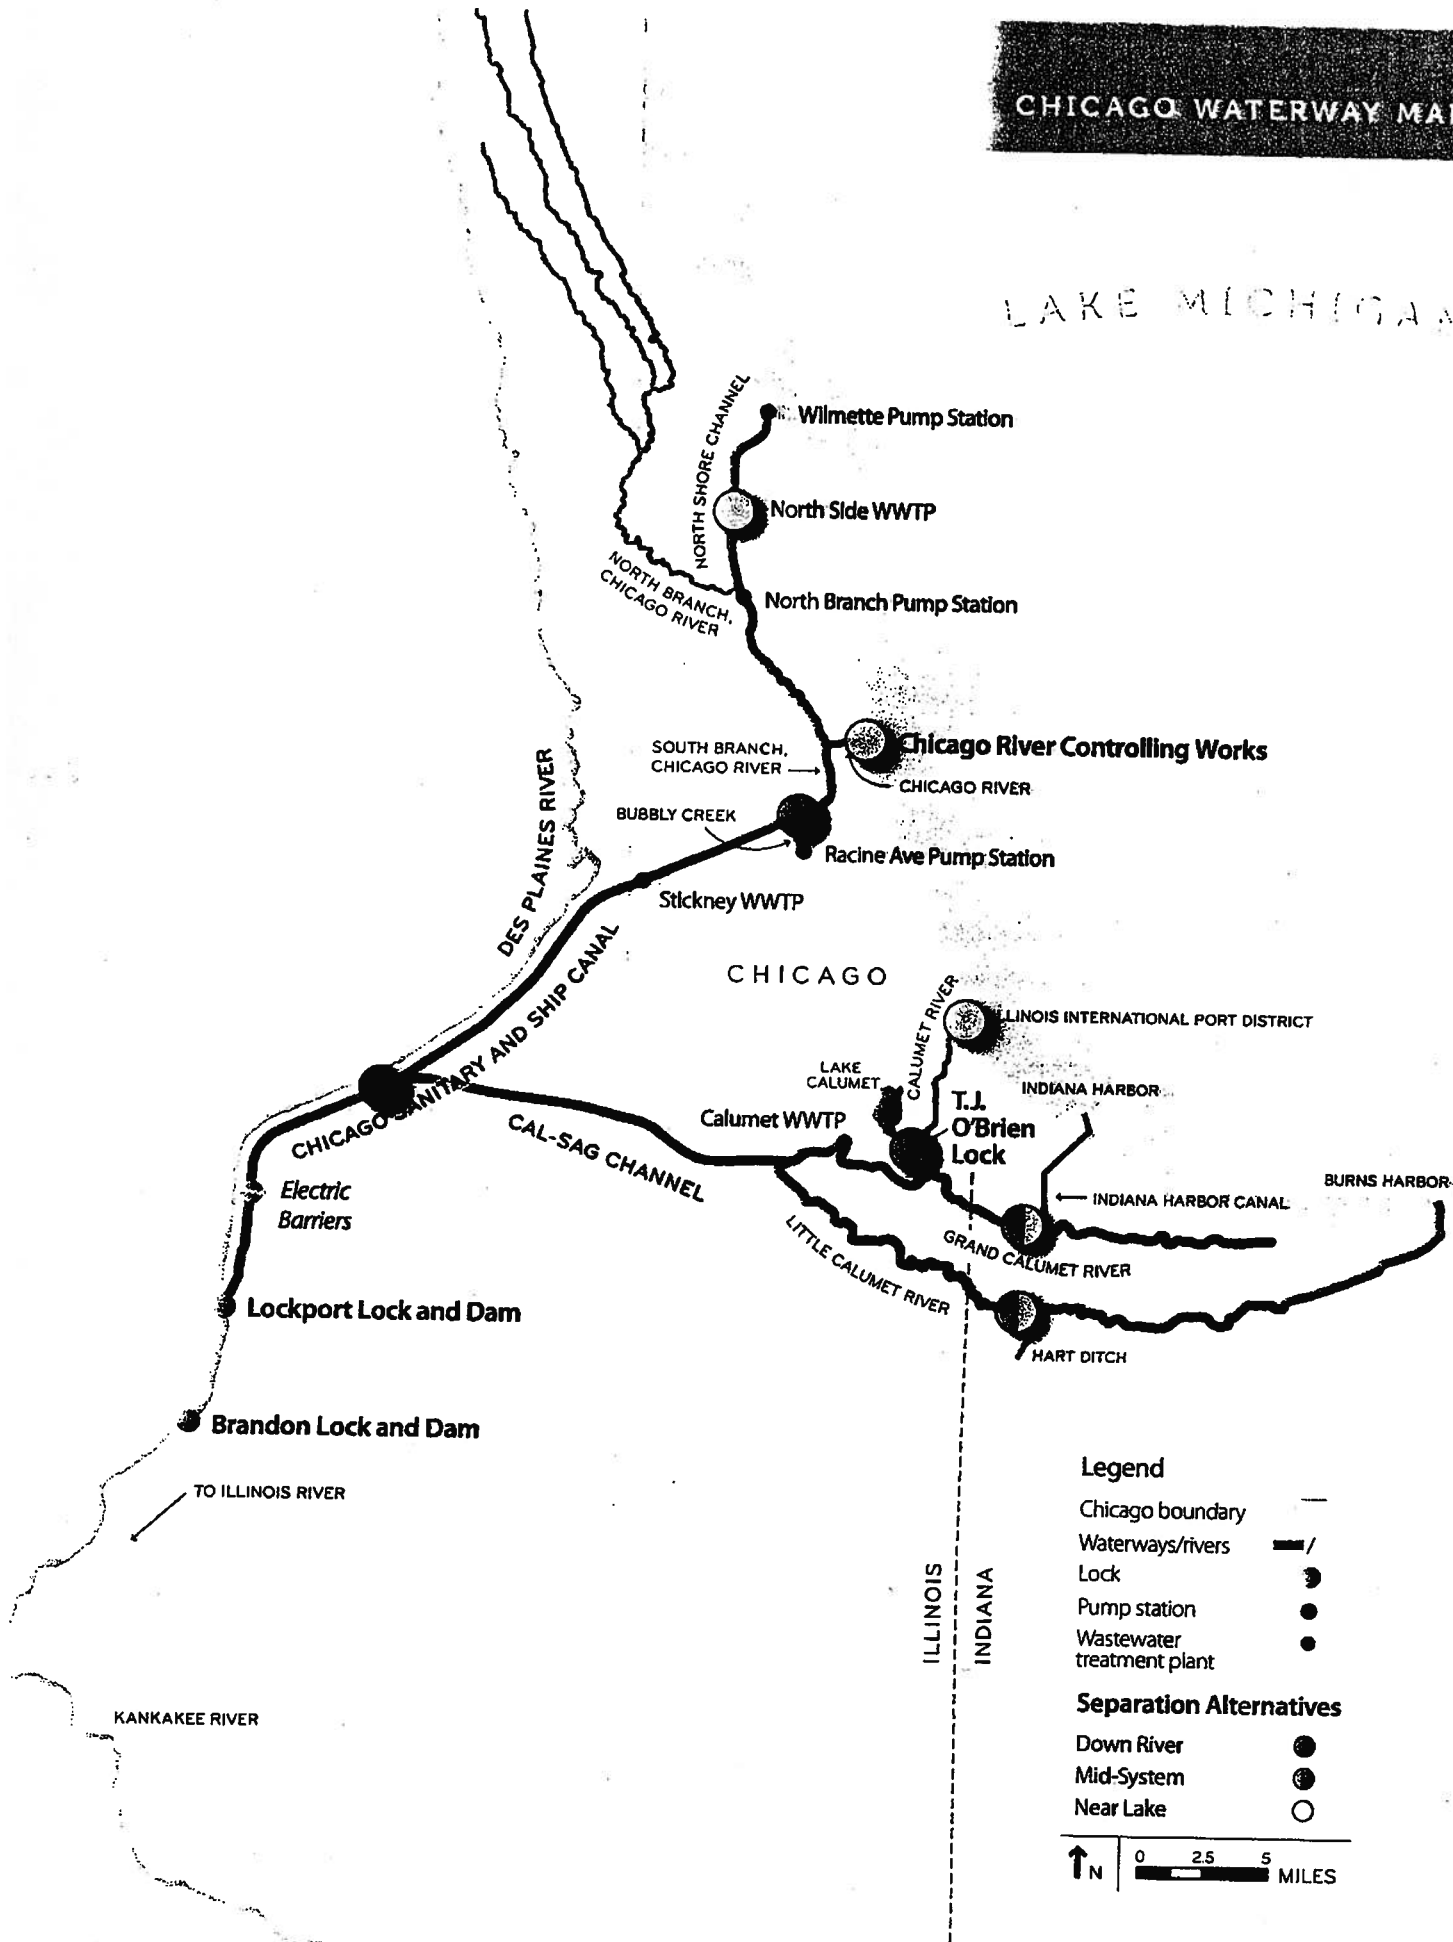 CHICAGO WATERWAY
LAKE MICHIGAN
NORTH SHORE CHANNEL
Wilmette Pump Station
North Side WWTP
NORTH BRANCH,
CHICAGO RIVER
North Branch Pump Station
Chicago River Controlling Works
SOUTH BRANCH,
CHICAGO RIVER
CHICAGO RIVER
BUBBLY CREEK
Racine Ave Pump Station
DES PLAINES RIVER
Stickney WWTP
CHICAGO SANITARY AND SHIP CANAL
CHICAGO
CALUMET RIVER
ILLINOIS INTERNATIONAL PORT DISTRICT
LAKE
CALUMET
INDIANA HARBOR
T.J.
O'Brien
Lock
Calumet WWTP
CAL-SAG CHANNEL
BURNS HARBOR
INDIANA HARBOR CANAL
Electric
Barriers
LITTLE CALUMET RIVER
GRAND CALUMET RIVER
Lockport Lock and Dam
HART DITCH
Brandon Lock and Dam
TO ILLINOIS RIVER
ILLINOIS
INDIANA
KANKAKEE RIVER
Legend
Chicago boundary
Waterways/rivers
Lock
Pump station
Wastewater
treatment plant
Separation Alternatives
Down River
Mid-System
Near Lake
N
0 2.5 5
MILES